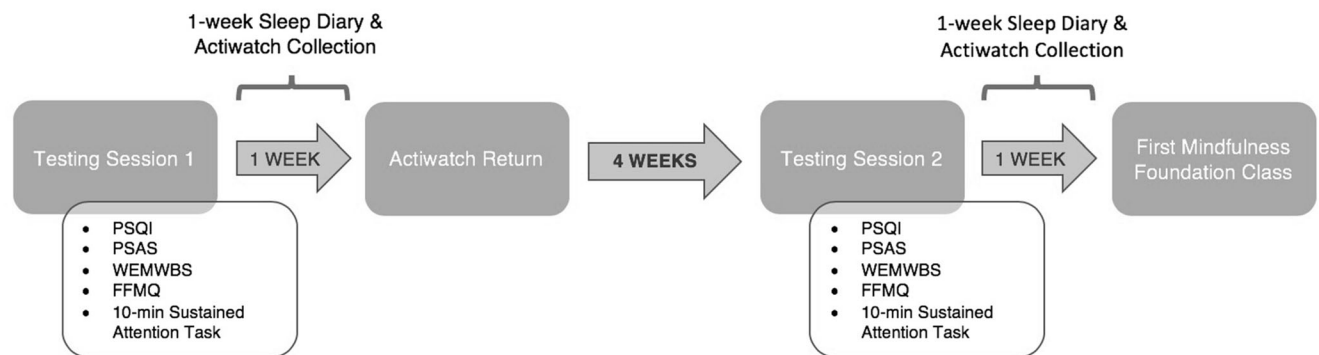 1-week Sleep Diary &
Actiwatch Collection
Testing Session 1
1 WEEK
Actiwatch Return
4 WEEKS
1-week Sleep Diary &
Actiwatch Collection
Testing Session 2
1 WEEK
First Mindfulness
Foundation Class
• PSQI
• PSAS
• WEMWBS
• FFMQ
• 10-min Sustained
Attention Task
• PSQI
• PSAS
• WEMWBS
• FFMQ
• 10-min Sustained
Attention Task